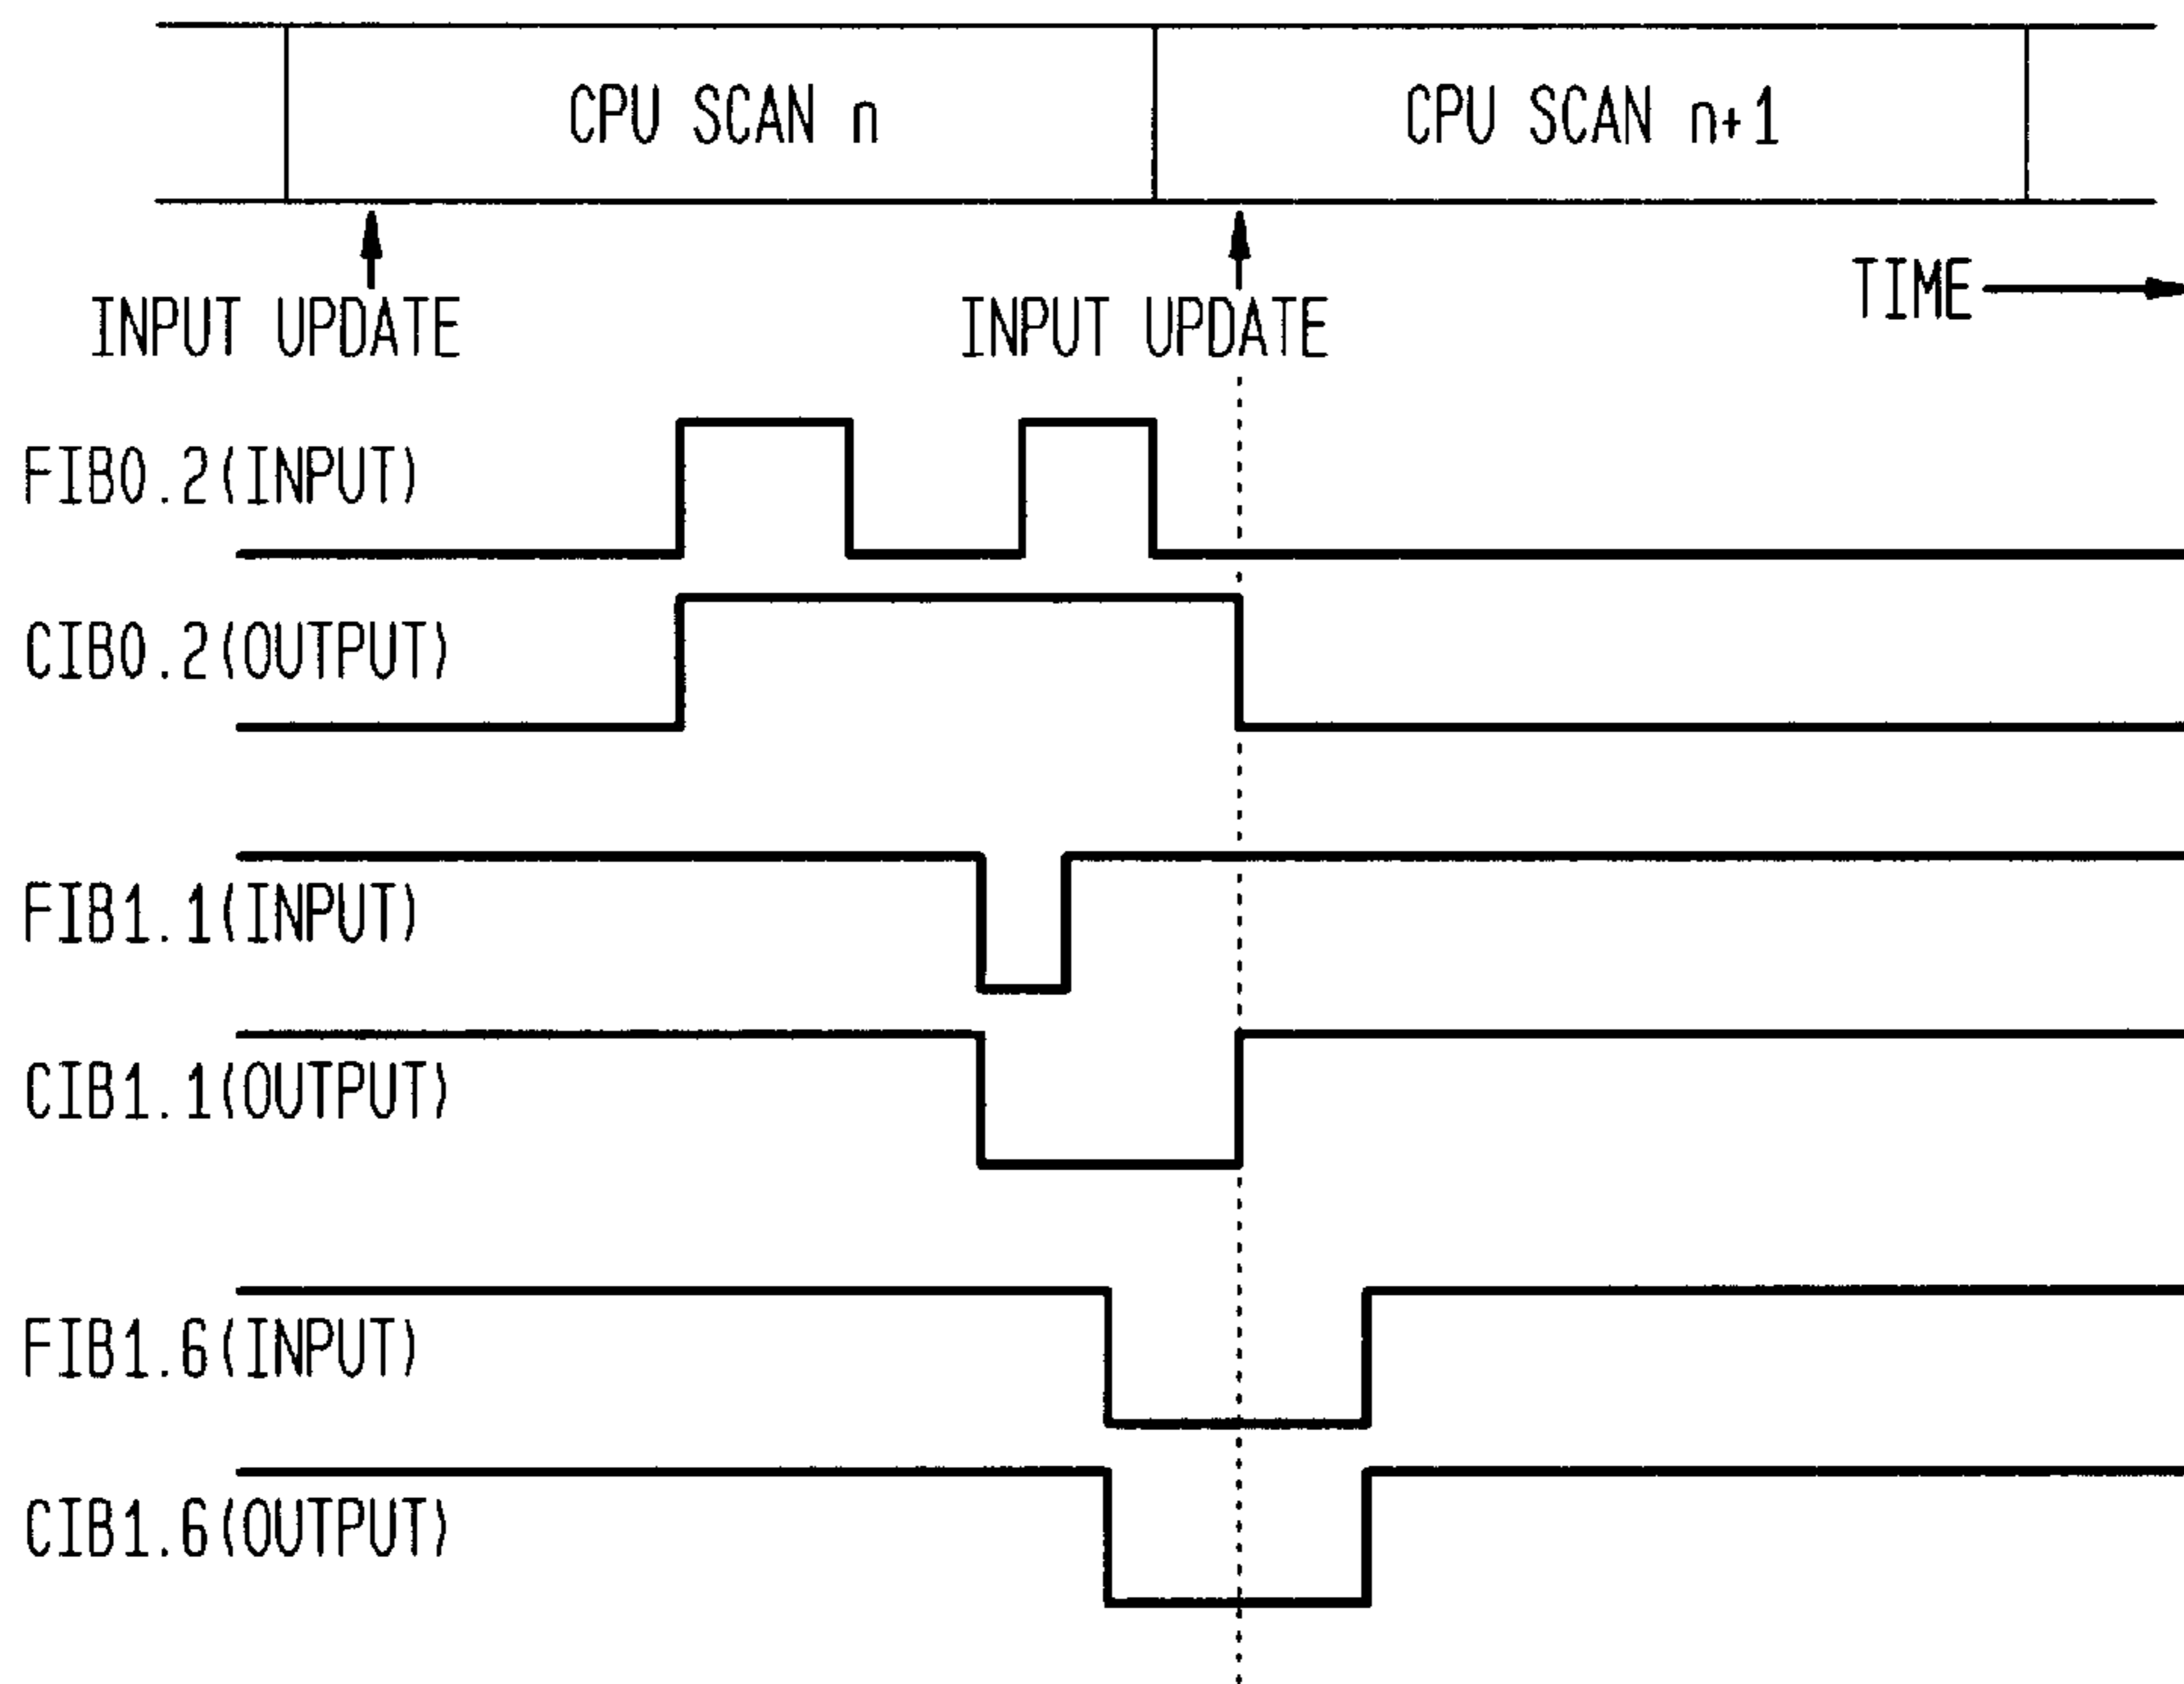 CPU SCAN n
CPU SCAN n+1
INPUT UPDATE
INPUT UPDATE
TIME
FIB0.2(INPUT)
CIB0.2(OUTPUT)
FIB1.1(INPUT)
CIB1.1(OUTPUT)
FIB1.6(INPUT)
CIB1.6(OUTPUT)